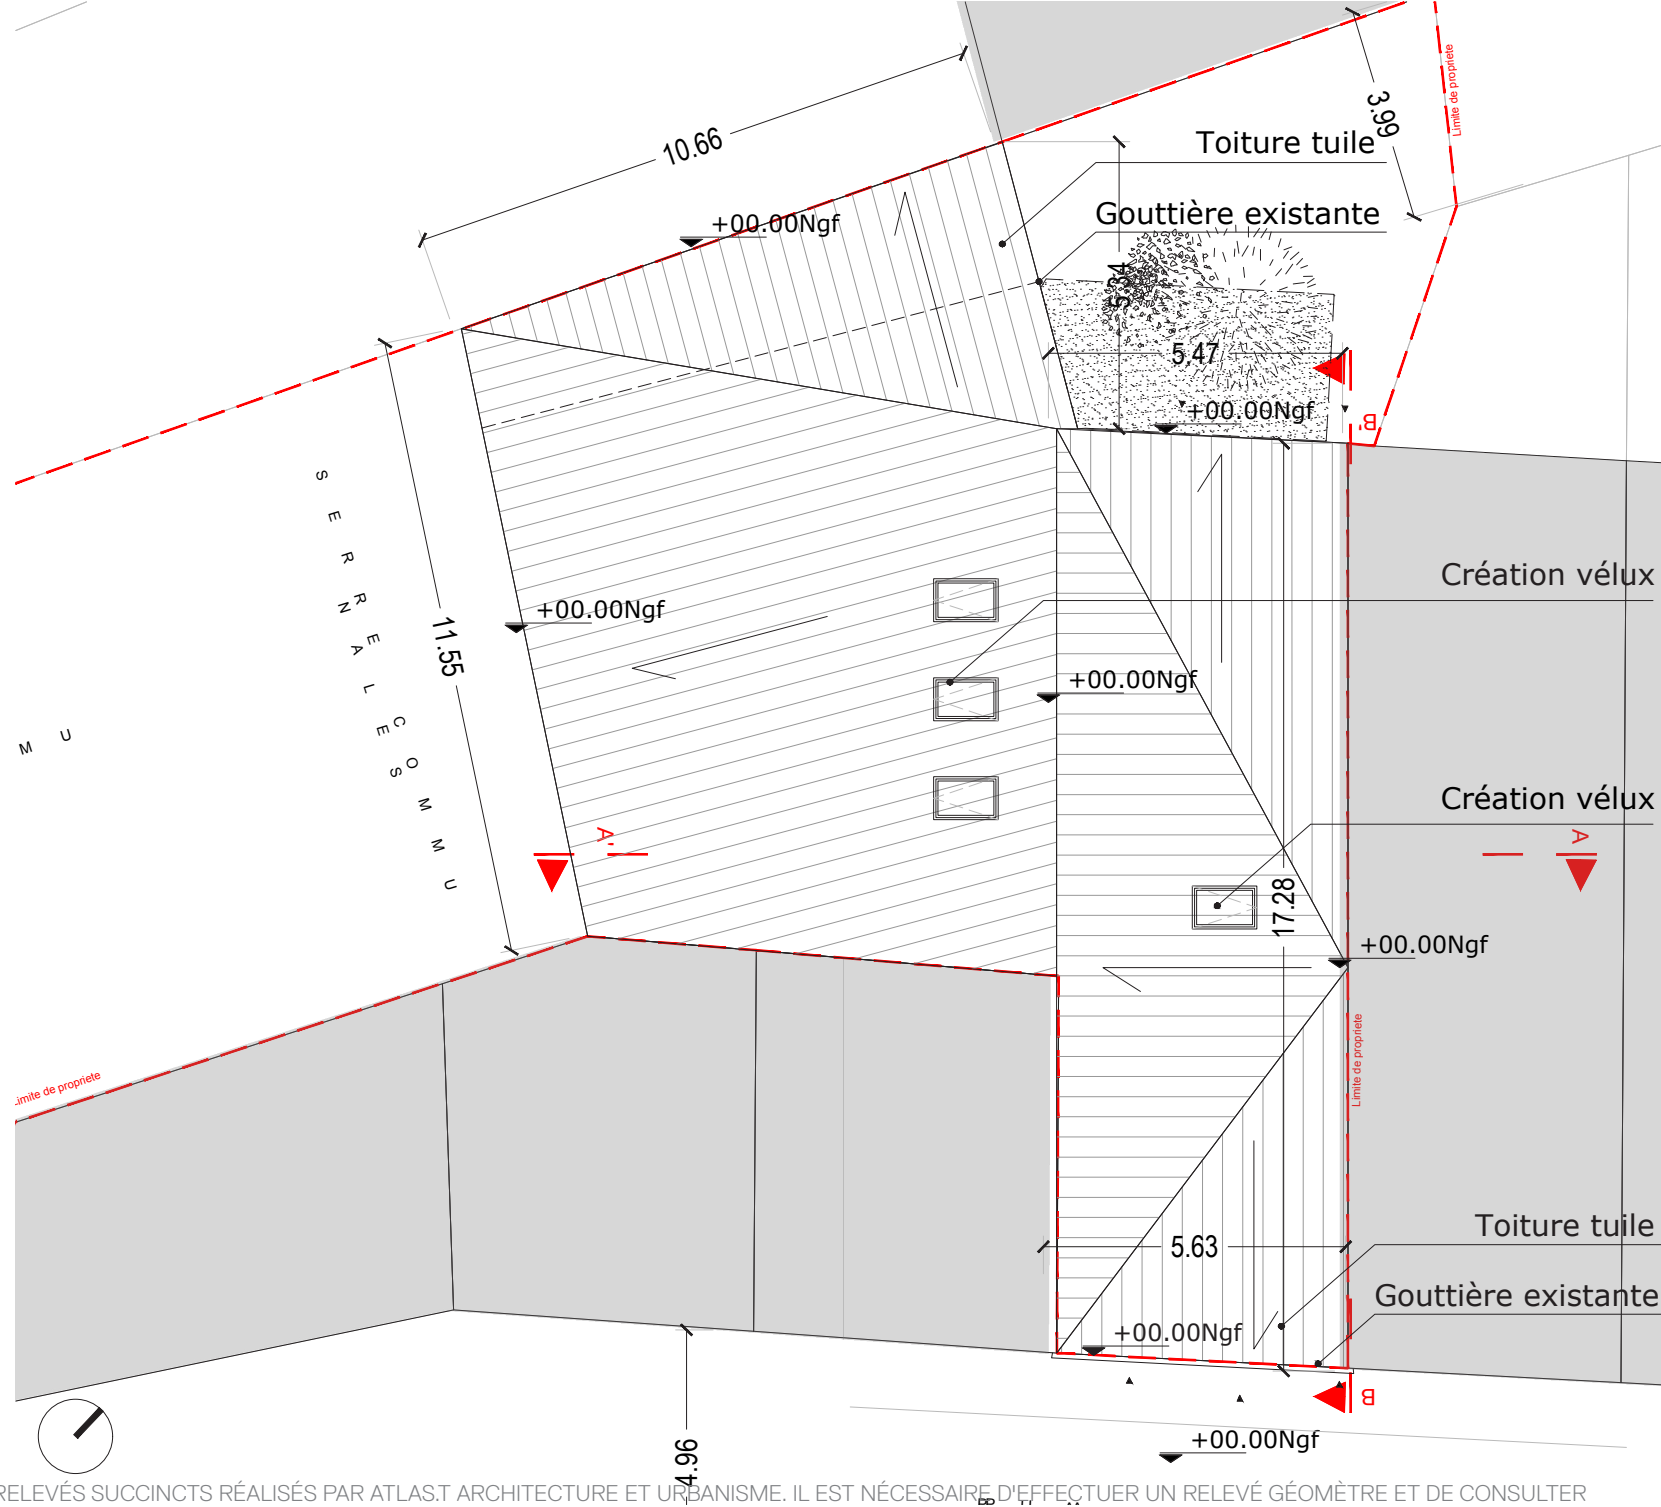 Limite de propriete
3.99
10.66
Toiture tuile
+00.00Ngf
Gouttière existante
5.34
5,47
+00.00Ngf
B'
SERRE COMMU
NALES
Création vélux
+00.00Ngf
11.55
+00.00Ngf
M U
Création vélux
A'
A
17.28
+00.00Ngf
Limite de propriete
Limite de propriete
Toiture tuile
5.63
Gouttière existante
+00.00Ngf
B
+00.00Ngf
4.96
RELEVÉS SUCCINCTS RÉALISÉS PAR ATLAS.T ARCHITECTURE ET URBANISME. IL EST NÉCESSAIRE D'EFFECTUER UN RELEVÉ GÉOMÈTRE ET DE CONSULTER